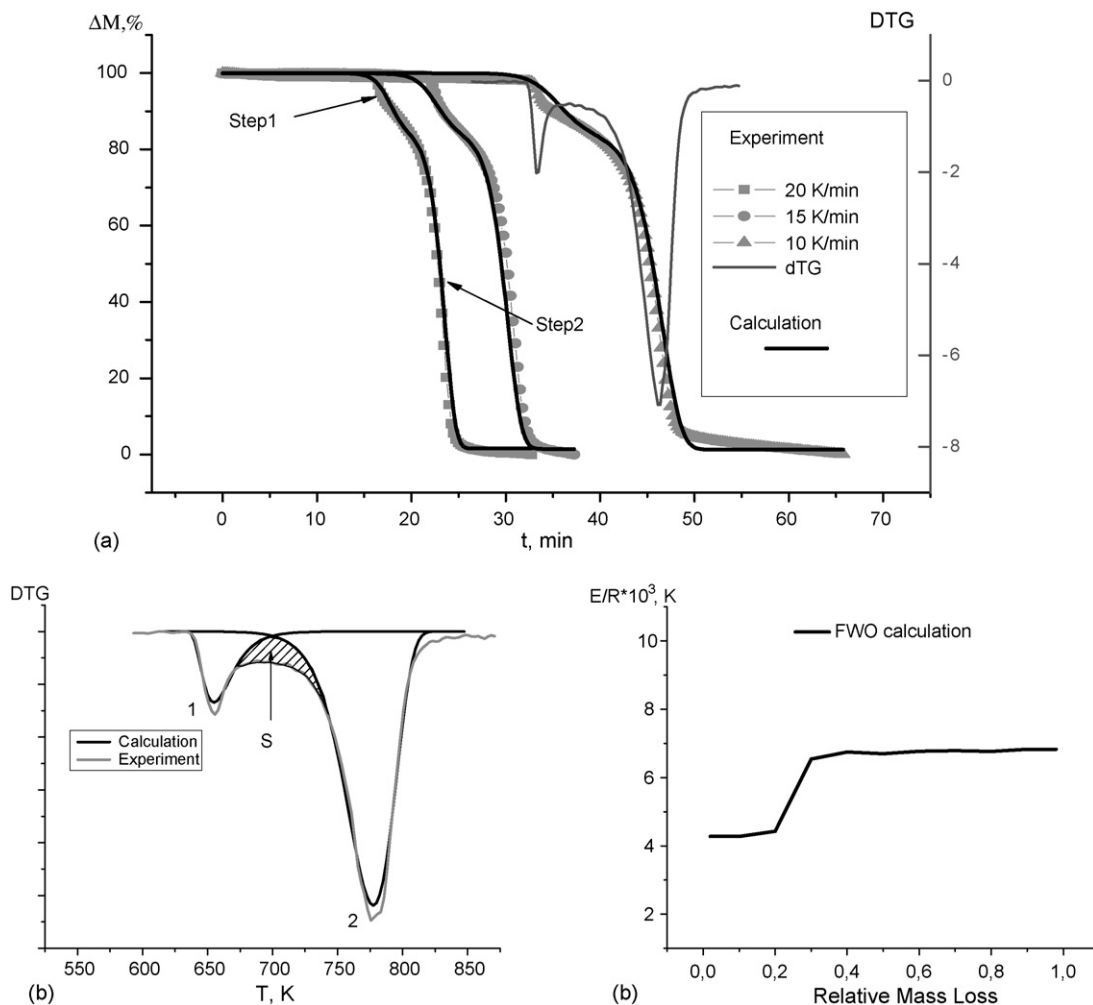 ΔM,%
DTG
100
80
60
40
20
0
0
-2
-4
-6
-8
Step1
Step2
Experiment
20 K/min
15 K/min
10 K/min
dTG
Calculation
0 10 20 30 40 50 60 70
t, min
(a)
DTG
1
S
2
Calculation
Experiment
550 600 650 700 750 800 850
T, K
(b)
E/R*10³, K
FWO calculation
10
8
6
4
2
0,0 0,2 0,4 0,6 0,8 1,0
Relative Mass Loss
(b)